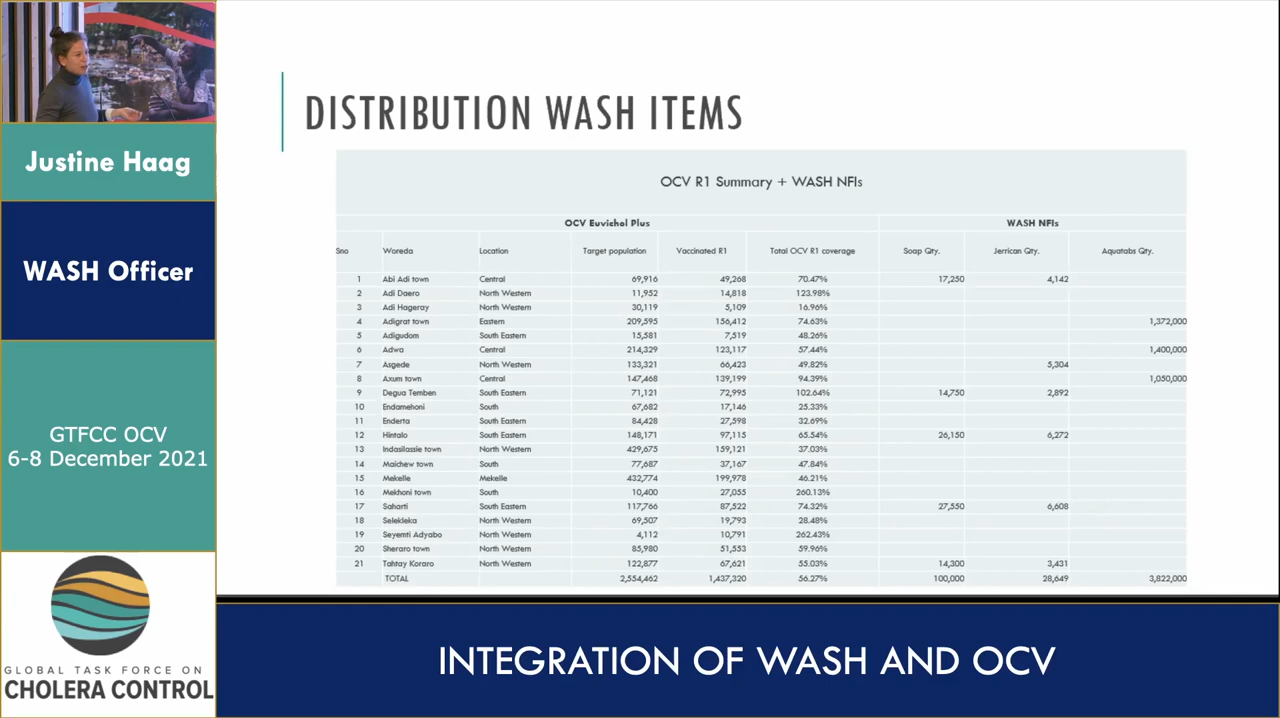 Justine Haag
WASH Officer
GTFCC OCV
6-8 December 2021
GLOBAL TASK FORCE ON
CHOLERA CONTROL
DISTRIBUTION WASH ITEMS
OCV R1 Summary + WASH NFIs
OCV Euvichol Plus WASH NFIs
Sno Woreda Location Target population Vaccinated R1 Total OCV R1 coverage Soap Qty. Jerrican Qty. Aquatabs Qty.
1 Abi Adi town Central 69,916 49,268 70.47% 17,250 4,142
2 Adi Daero North Western 11,952 14,818 123.98%
3 Adi Hageray North Western 30,119 5,109 16.96%
4 Adigrat town Eastern 209,595 156,412 74.63% 1,372,000
5 Adigudom South Eastern 15,581 7,519 48.26%
6 Adwa Central 214,329 123,117 57.44% 1,400,000
7 Asgede North Western 133,321 66,423 49.82% 5,304
8 Axum town Central 147,468 139,199 94.39% 1,050,000
9 Degua Temben South Eastern 71,121 72,995 102.64% 14,750 2,892
10 Endamehoni South 67,682 17,146 25.33%
11 Enderta South Eastern 84,428 27,598 32.69%
12 Hintalo South Eastern 148,171 97,115 65.54% 26,150 6,272
13 Indasilassie town North Western 429,675 159,121 37.03%
14 Maichew town South 77,687 37,167 47.84%
15 Mekelle Mekelle 432,774 199,978 46.21%
16 Mekhoni town South 10,400 27,055 260.13%
17 Saharti South Eastern 117,766 87,522 74.32% 27,550 6,608
18 Selekleka North Western 69,507 19,793 28.48%
19 Seyemti Adyabo North Western 4,112 10,791 262.43%
20 Sheraro town North Western 85,980 51,553 59.96%
21 Tahtay Koraro North Western 122,877 67,621 55.03% 14,300 3,431
TOTAL 2,554,462 1,437,320 56.27% 100,000 28,649 3,822,000
INTEGRATION OF WASH AND OCV